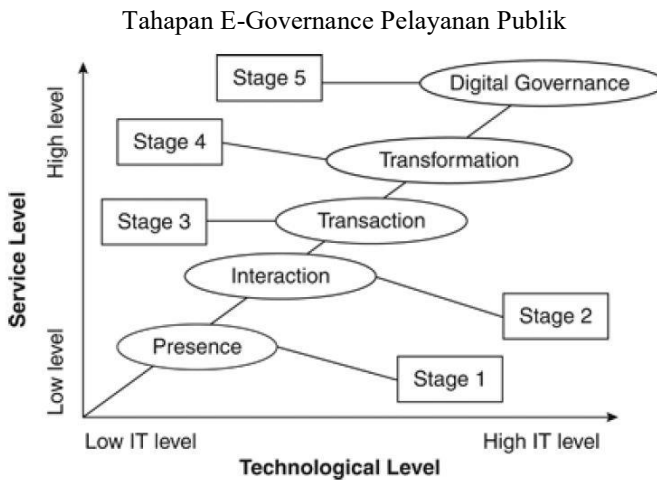 Tahapan E-Governance Pelayanan Publik
Stage 5
Digital Governance
High level
Stage 4
Transformation
Stage 3
Transaction
Service Level
Interaction
Stage 2
Low level
Presence
Stage 1
Low IT level
High IT level
Technological Level